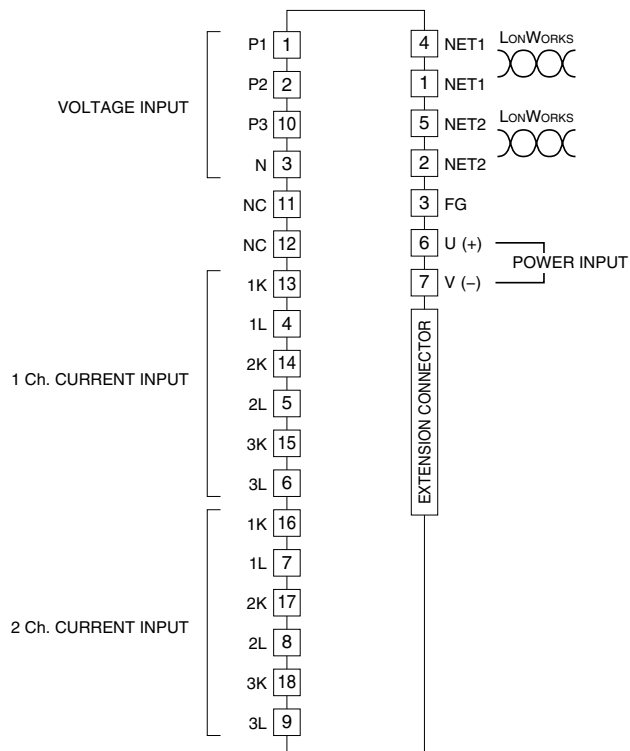 VOLTAGE INPUT
P1 1
P2 2
P3 10
N 3
NC 11
NC 12
1 Ch. CURRENT INPUT
1K 13
1L 4
2K 14
2L 5
3K 15
3L 6
2 Ch. CURRENT INPUT
1K 16
1L 7
2K 17
2L 8
3K 18
3L 9
4 NET1 LONWORKS
1 NET1
5 NET2 LONWORKS
2 NET2
3 FG
6 U (+)
7 V (−)
POWER INPUT
EXTENSION CONNECTOR